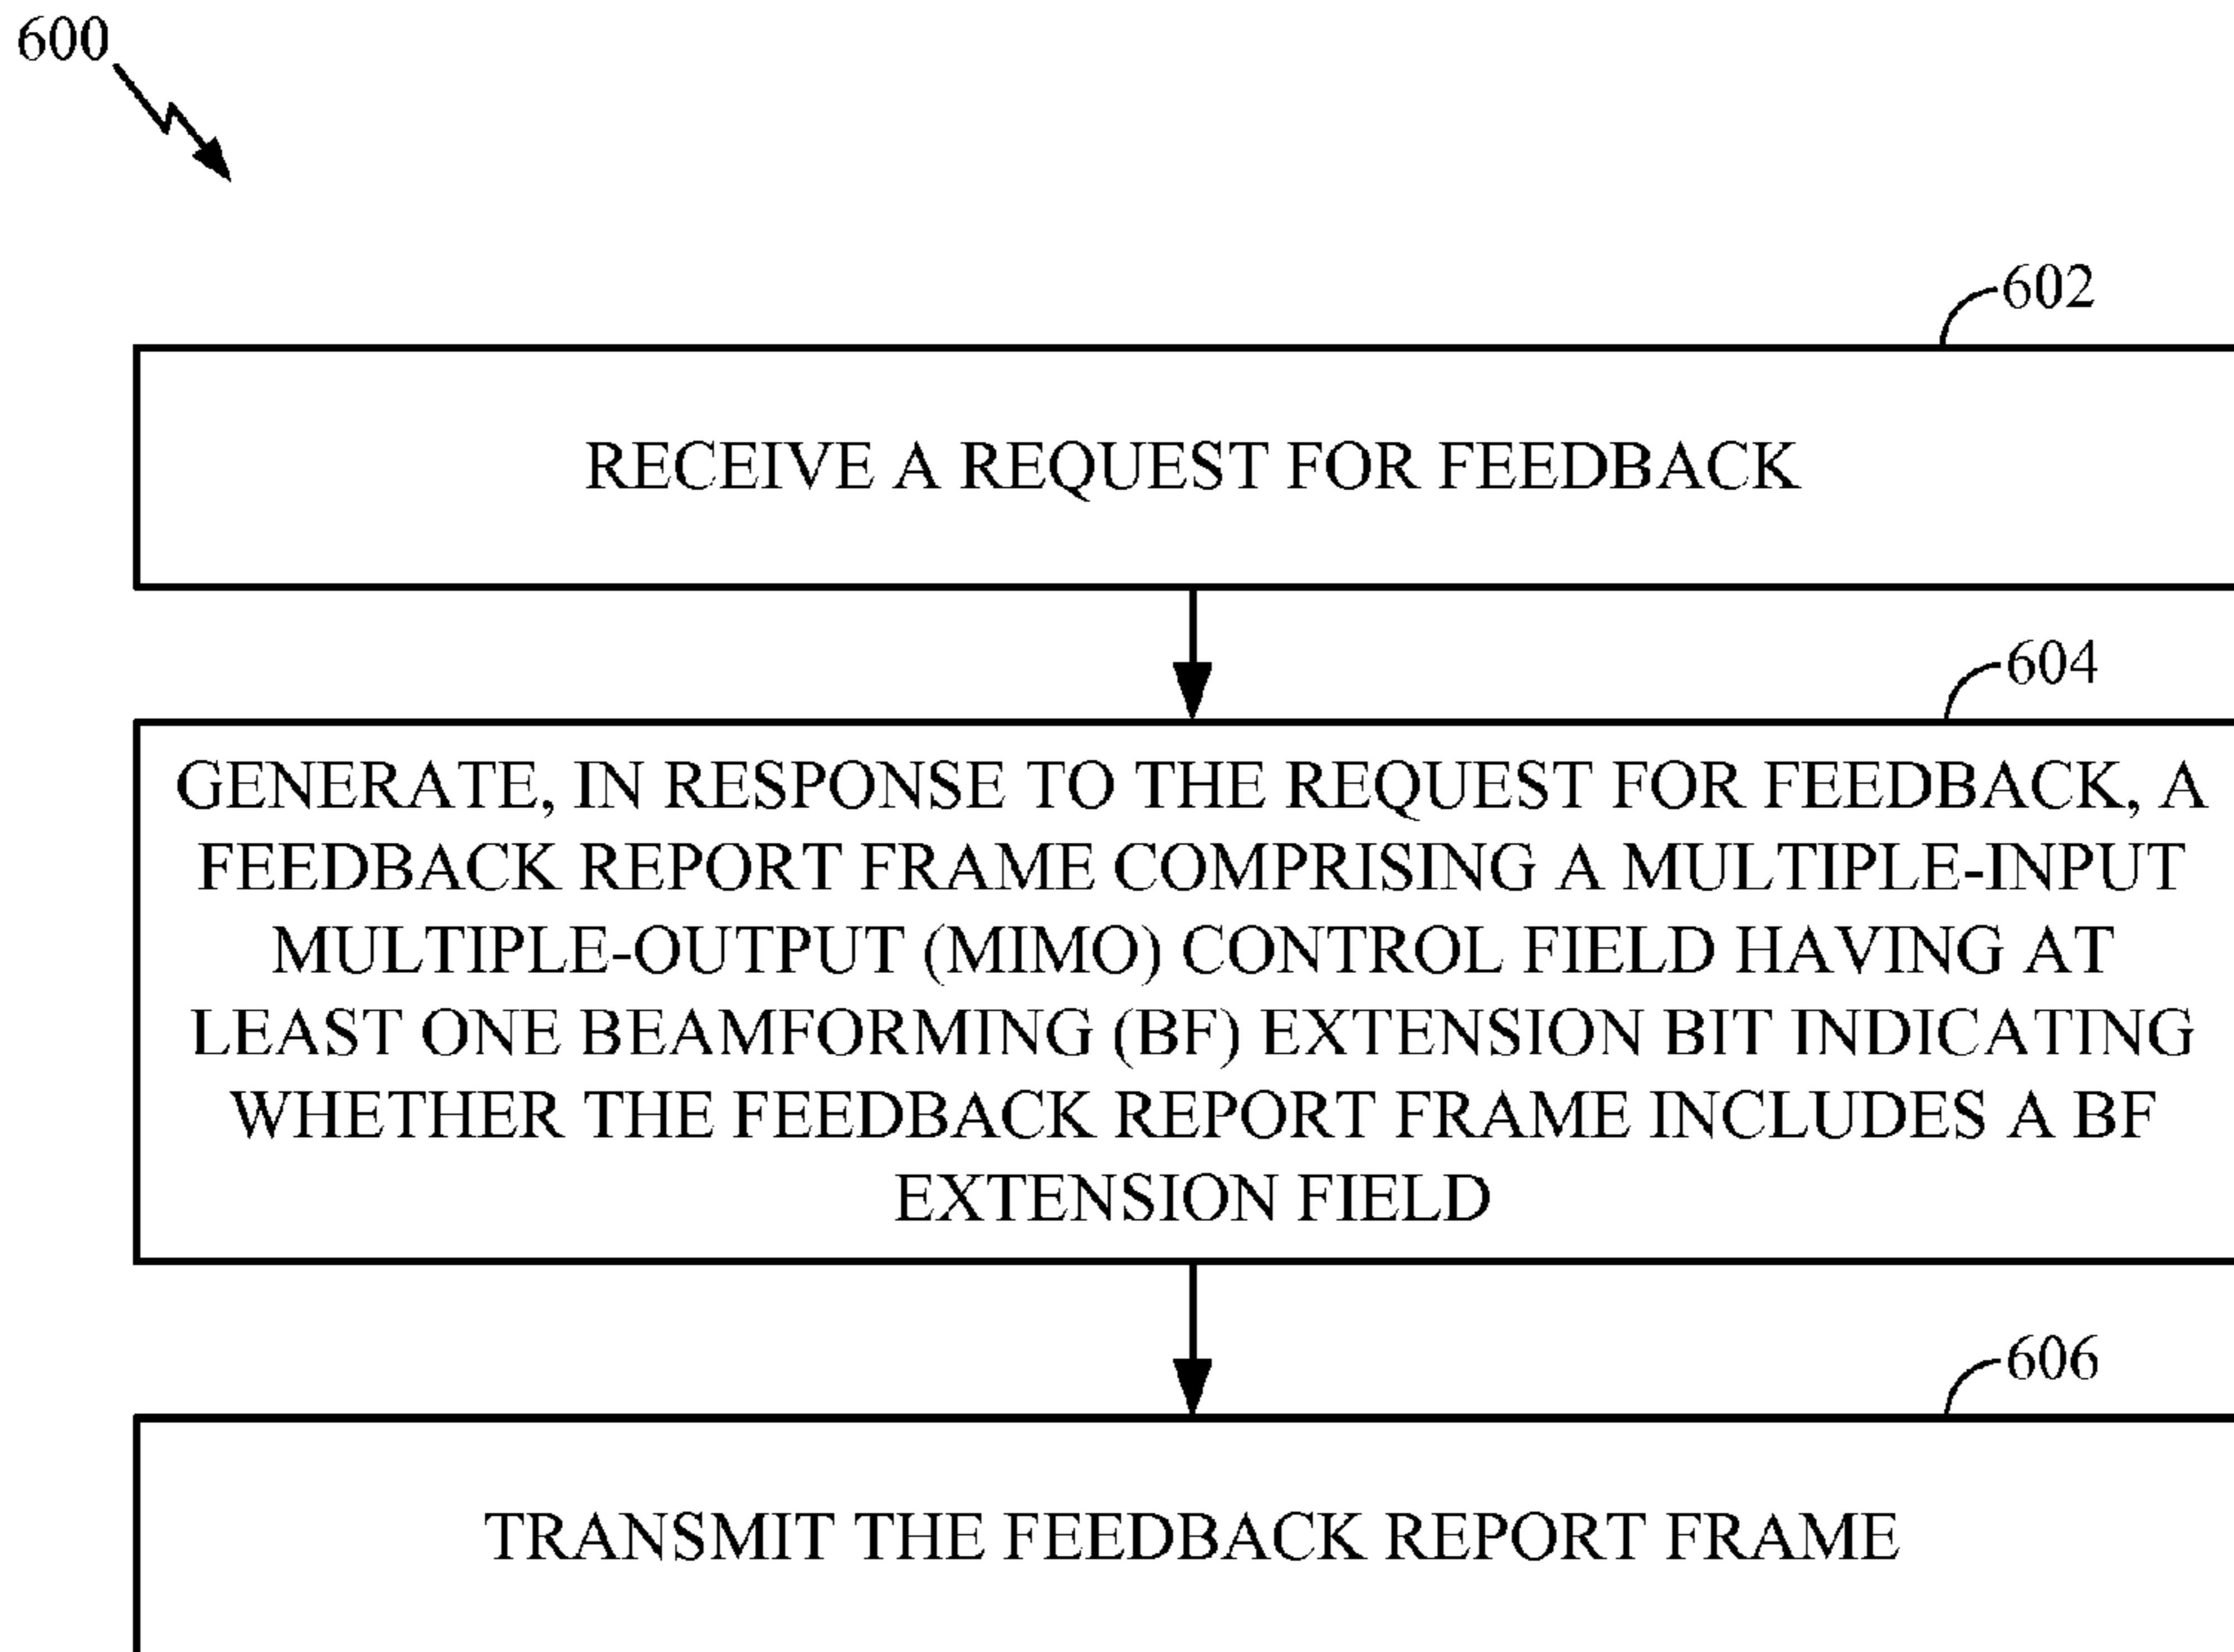 600
602
RECEIVE A REQUEST FOR FEEDBACK
604
GENERATE, IN RESPONSE TO THE REQUEST FOR FEEDBACK, A
FEEDBACK REPORT FRAME COMPRISING A MULTIPLE-INPUT
MULTIPLE-OUTPUT (MIMO) CONTROL FIELD HAVING AT
LEAST ONE BEAMFORMING (BF) EXTENSION BIT INDICATING
WHETHER THE FEEDBACK REPORT FRAME INCLUDES A BF
EXTENSION FIELD
606
TRANSMIT THE FEEDBACK REPORT FRAME